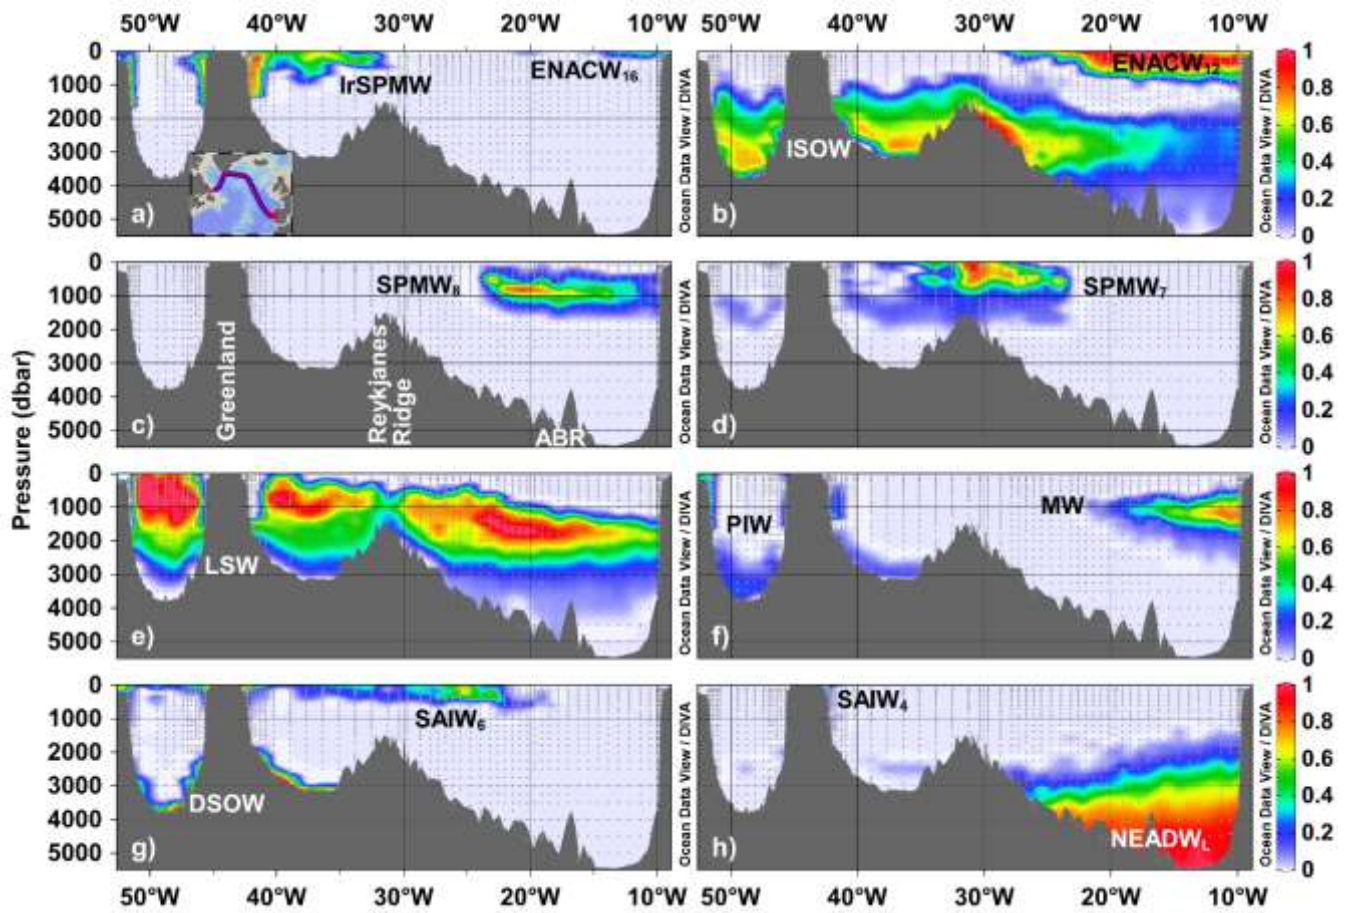 50°W 40°W 30°W 20°W 10°W 50°W 40°W 30°W 20°W 10°W
Pressure (dbar)
0
1000
2000
3000
4000
5000
IrSPMW
ENACW16
a)
Ocean Data View / DIVA
ENACW12
ISOW
b)
Ocean Data View / DIVA
1
0.8
0.6
0.4
0.2
0
0
1000
2000
3000
4000
5000
SPMW8
Greenland
Reykjanes
Ridge
ABR
c)
Ocean Data View / DIVA
SPMW7
d)
Ocean Data View / DIVA
1
0.8
0.6
0.4
0.2
0
0
1000
2000
3000
4000
5000
LSW
e)
Ocean Data View / DIVA
PIW
MW
f)
Ocean Data View / DIVA
1
0.8
0.6
0.4
0.2
0
0
1000
2000
3000
4000
5000
SAIW6
DSOW
g)
Ocean Data View / DIVA
SAIW4
NEADWL
h)
Ocean Data View / DIVA
1
0.8
0.6
0.4
0.2
0
50°W 40°W 30°W 20°W 10°W 50°W 40°W 30°W 20°W 10°W